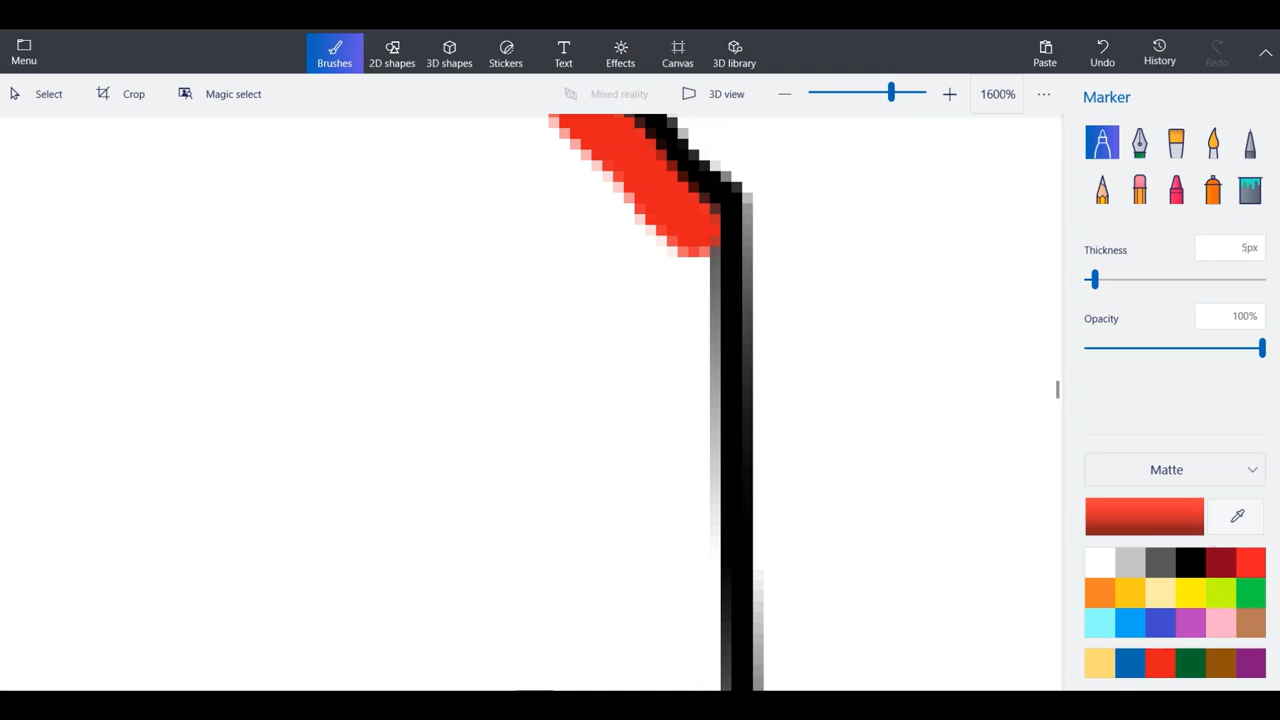 Menu
Brushes
2D shapes
3D shapes
Stickers
Text
Effects
Canvas
3D library
Paste
Undo
History
Redo
Select
Crop
Magic select
Mixed reality
3D view
1600%
Marker
Thickness
5px
Opacity
100%
Matte